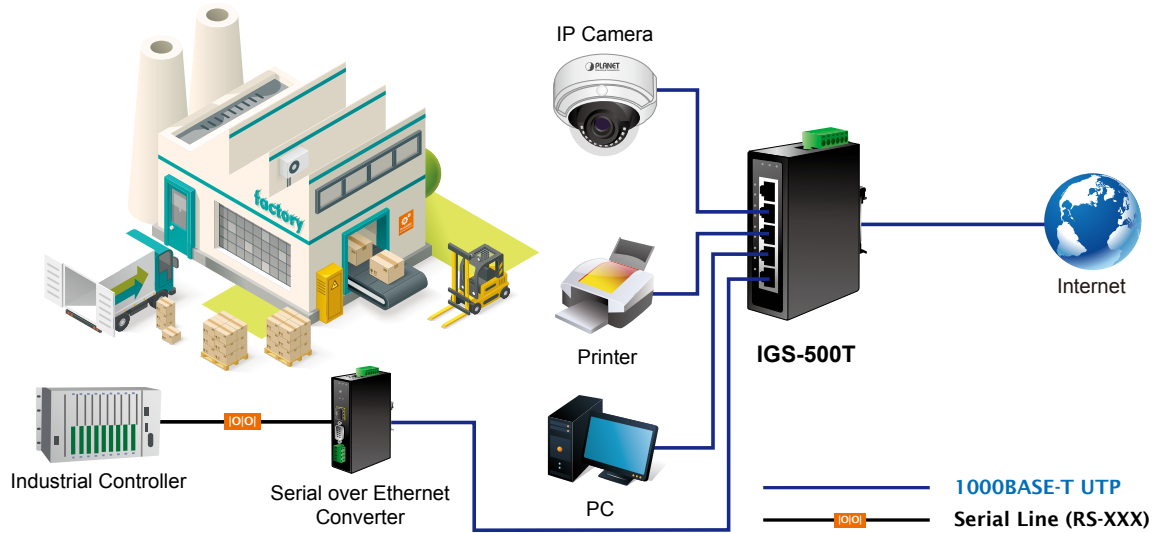 IP Camera
PLANET
factory
Printer
IGS-500T
Internet
|O|O|
Industrial Controller
Serial over Ethernet
Converter
PC
1000BASE-T UTP
|O|O|
Serial Line (RS-XXX)